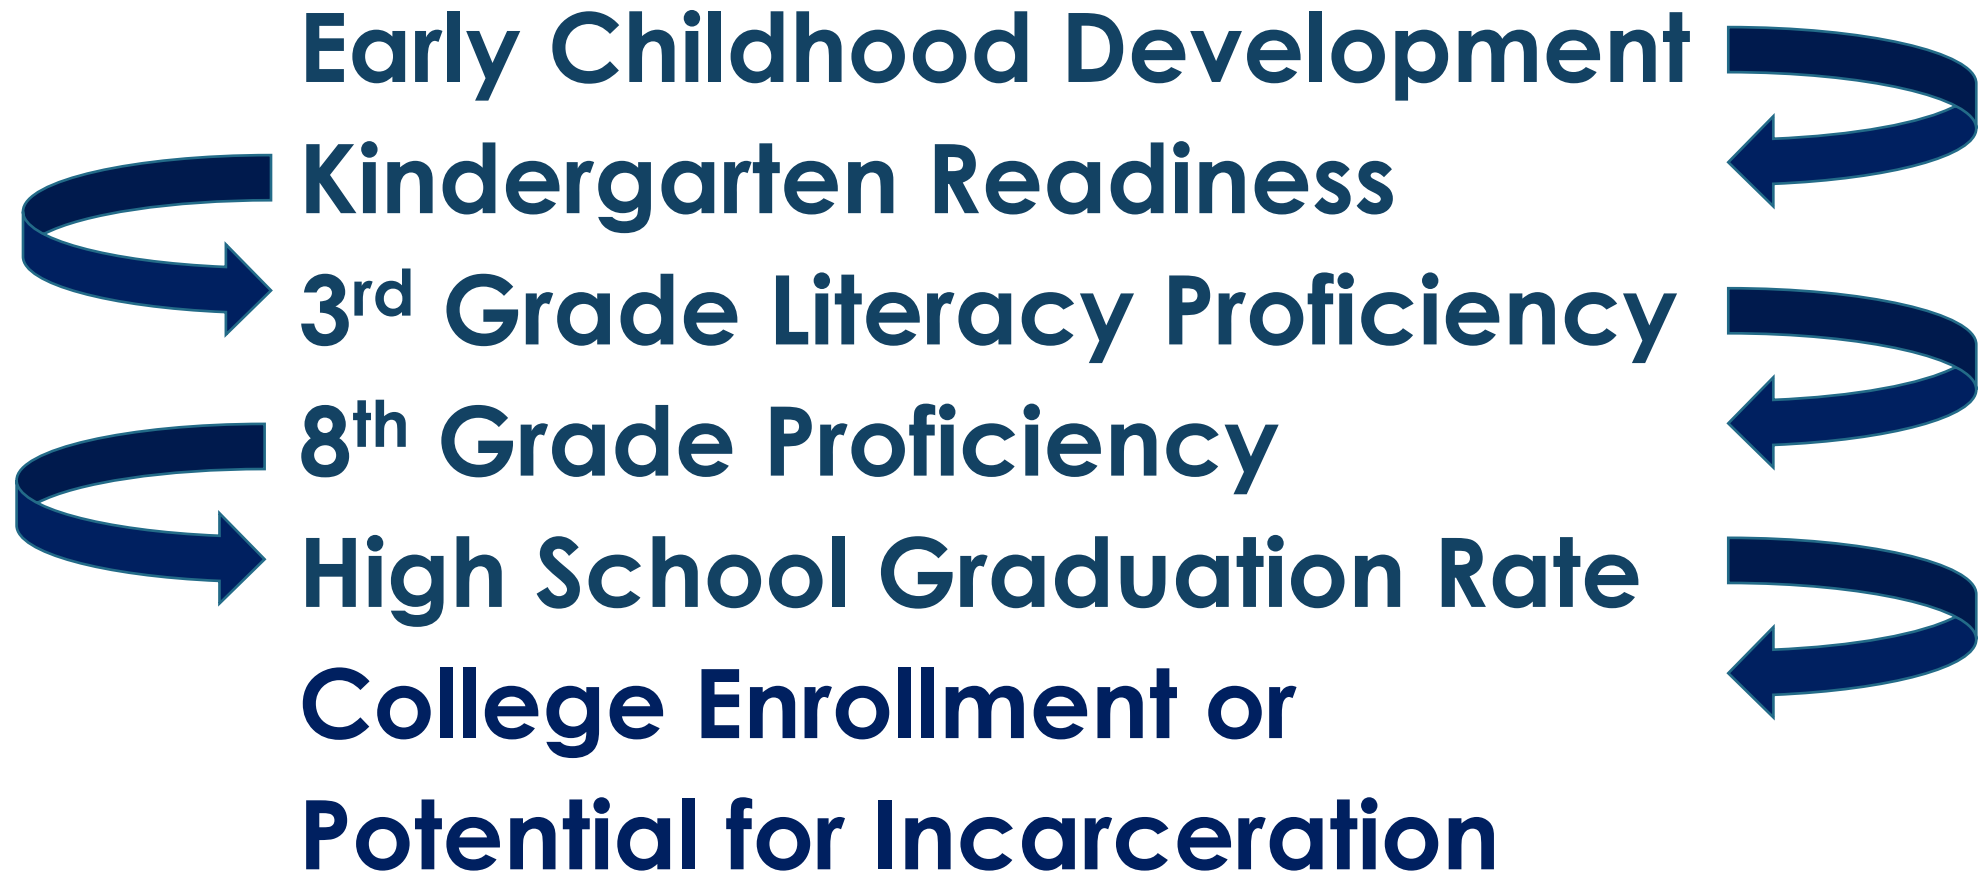 Early Childhood Development
Kindergarten Readiness
3rd Grade Literacy Proficiency
8th Grade Proficiency
High School Graduation Rate
College Enrollment or
Potential for Incarceration